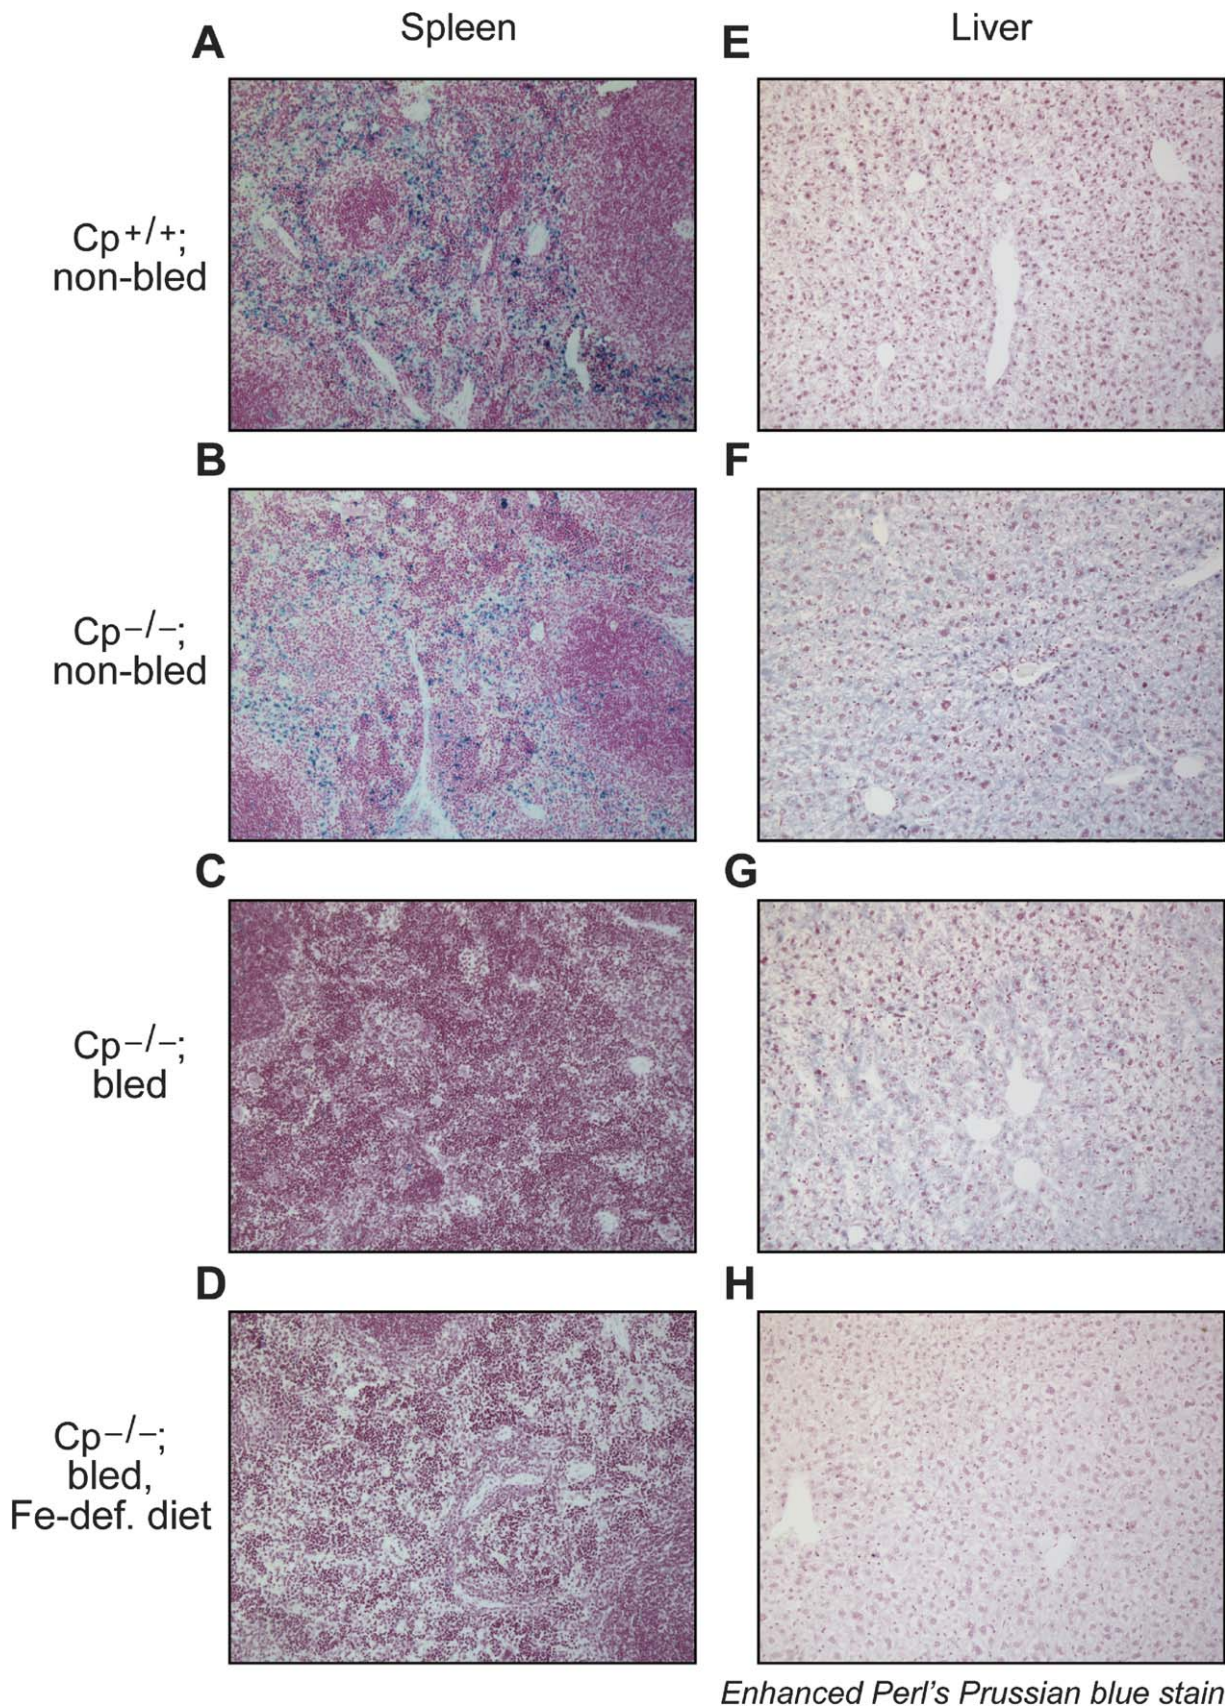 Spleen
Liver
A
E
Cp+/+;
non-bled
B
F
Cp−/−;
non-bled
C
G
Cp−/−;
bled
D
H
Cp−/−;
bled,
Fe-def. diet
Enhanced Perl's Prussian blue stain